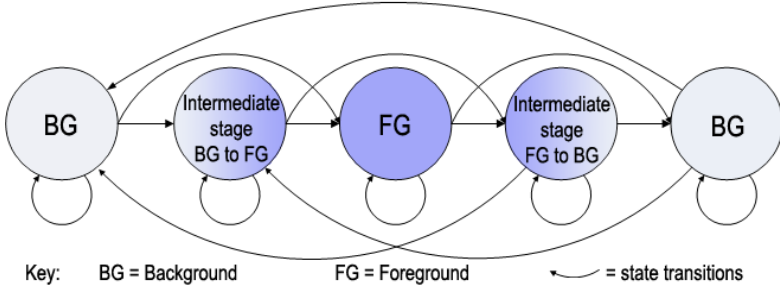 BG
Intermediate
stage
BG to FG
FG
Intermediate
stage
FG to BG
BG
Key: BG = Background FG = Foreground = state transitions